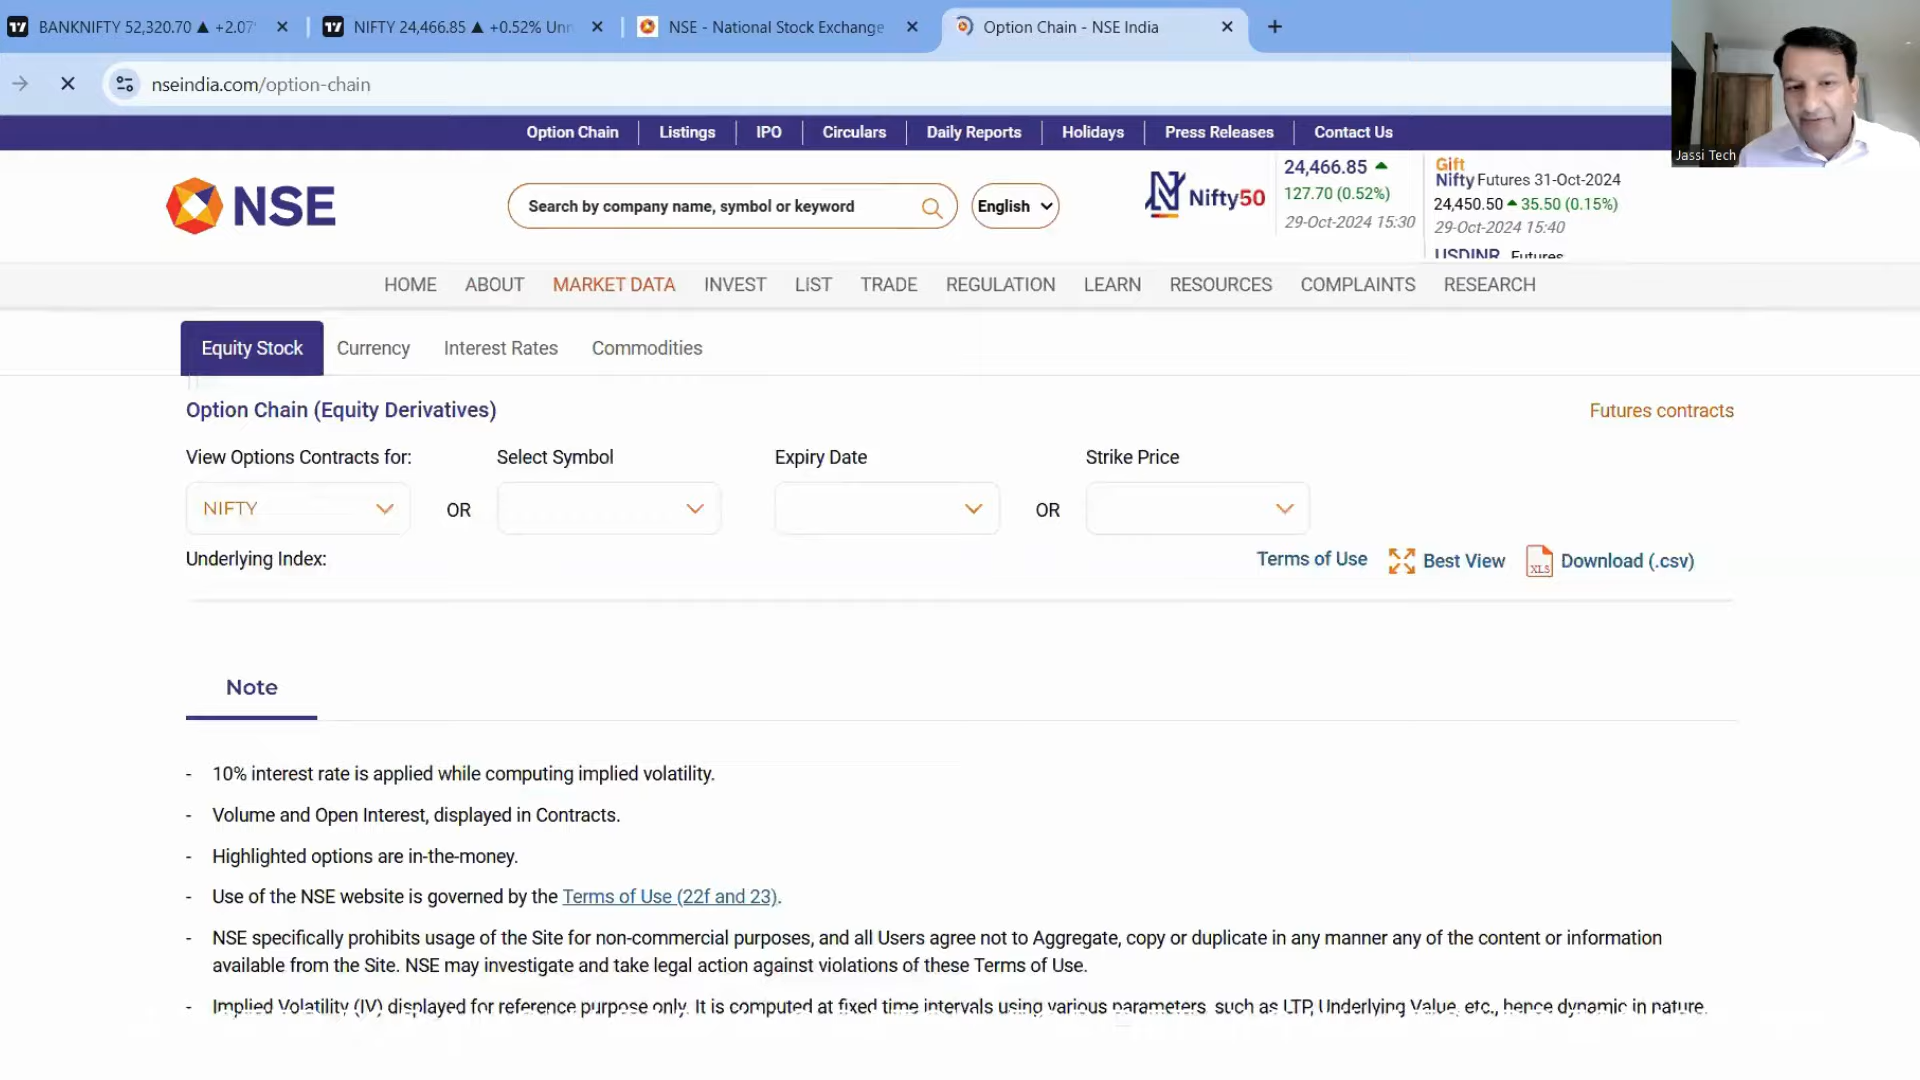 BANKNIFTY 52,320.70 ▲ +2.07
NIFTY 24,466.85 ▲ +0.52% Unn
NSE - National Stock Exchange
Option Chain - NSE India
nseindia.com/option-chain
Jassi Tech
Option Chain
Listings
IPO
Circulars
Daily Reports
Holidays
Press Releases
Contact Us
NSE
Search by company name, symbol or keyword
English
Nifty50
24,466.85
127.70 (0.52%)
29-Oct-2024 15:30
Gift
Nifty Futures 31-Oct-2024
24,450.50 35.50 (0.15%)
29-Oct-2024 15:40
USDINR Futures
HOME
ABOUT
MARKET DATA
INVEST
LIST
TRADE
REGULATION
LEARN
RESOURCES
COMPLAINTS
RESEARCH
Equity Stock
Currency
Interest Rates
Commodities
Option Chain (Equity Derivatives)
Futures contracts
View Options Contracts for:
Select Symbol
Expiry Date
Strike Price
NIFTY
OR
OR
Underlying Index:
Terms of Use
Best View
XLS
Download (.csv)
Note
- 10% interest rate is applied while computing implied volatility.
- Volume and Open Interest, displayed in Contracts.
- Highlighted options are in-the-money.
- Use of the NSE website is governed by the Terms of Use (22f and 23).
- NSE specifically prohibits usage of the Site for non-commercial purposes, and all Users agree not to Aggregate, copy or duplicate in any manner any of the content or information
available from the Site. NSE may investigate and take legal action against violations of these Terms of Use.
- Implied Volatility (IV) displayed for reference purpose only. It is computed at fixed time intervals using various parameters, such as LTP, Underlying Value, etc., hence dynamic in nature.